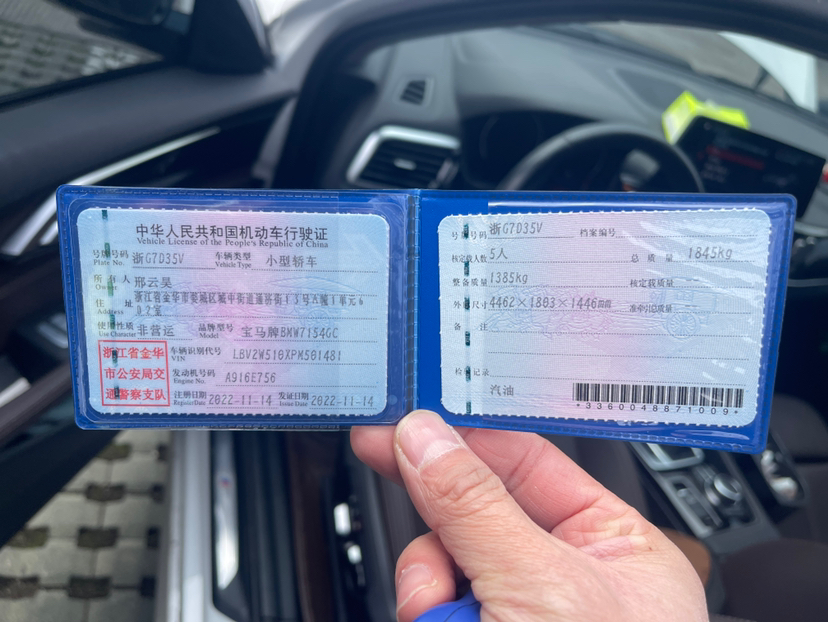 中华人民共和国机动车行驶证
Vehicle License of the People's Republic of China
号牌号码 浙G7D35V 车辆类型 小型轿车
Plate No. Vehicle Type
所有人 邢云昊
Owner
住址 浙江省金华市婺城区城中街道通济街
Address 02室
使用性质 非营运 品牌型号 宝马牌BMW7154GC
Use Character Model
浙江省金华
市公安局交
通警察支队
车辆识别代号 LBV2W510XPM501481
VIN
发动机号码 A916E756
Engine No.
注册日期 2022-11-14 发证日期 2022-11-14
Register Date Issue Date
号牌号码 浙G7D35V 档案编号
核定载人数 5人 总质量 1845kg
整备质量 1385kg 核定载质量
外廓尺寸 4462×1803×1446mm 准牵引总质量
备注
检验记录
汽油
*3360048871009*